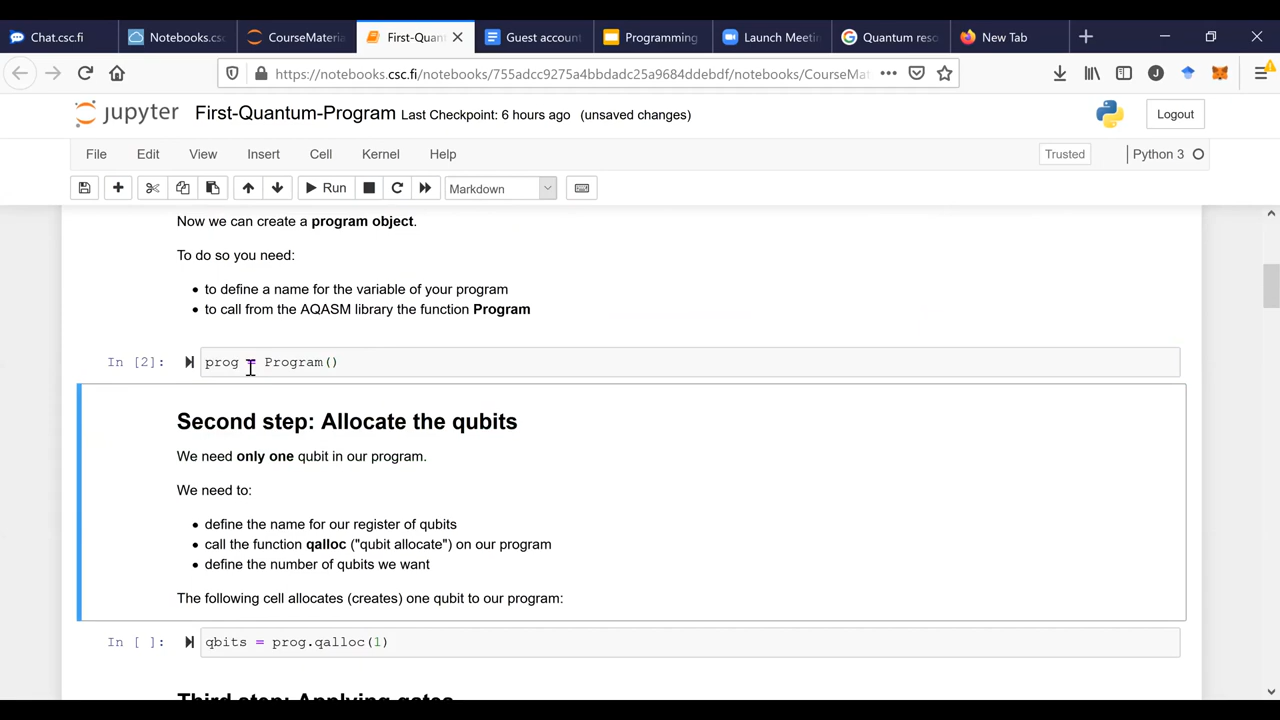 Chat.csc.fi
Notebooks.cs
CourseMateria
First-Quan
Guest account
Programming
Launch Meeti
Quantum reso
New Tab
https://notebooks.csc.fi/notebooks/755adcc9275a4bbdadc25a9684ddebdf/notebooks/CourseMat
jupyter
First-Quantum-Program Last Checkpoint: 6 hours ago (unsaved changes)
Logout
File Edit View Insert Cell Kernel Help
Trusted
Python 3
Run
Markdown
Now we can create a program object.
To do so you need:
• to define a name for the variable of your program
• to call from the AQASM library the function Program
In [2]: prog = Program()
Second step: Allocate the qubits
We need only one qubit in our program.
We need to:
• define the name for our register of qubits
• call the function qalloc ("qubit allocate") on our program
• define the number of qubits we want
The following cell allocates (creates) one qubit to our program:
In [ ]: qbits = prog.qalloc(1)
Third step: Applying gates